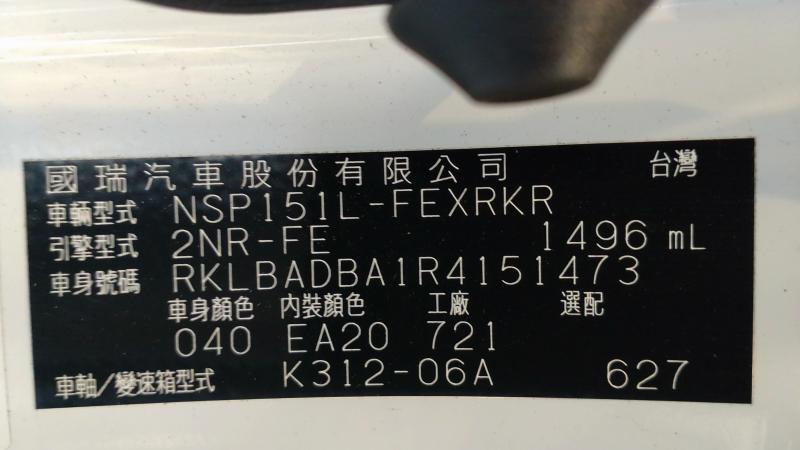 國瑞汽車股份有限公司 台灣
車輛型式 NSP151L-FEXRKR
引擎型式 2NR-FE 1496 mL
車身號碼 RKLBADBA1R4151473
車身顏色 內裝顏色 工廠 選配
040 EA20 721
車軸/變速箱型式 K312-06A 627